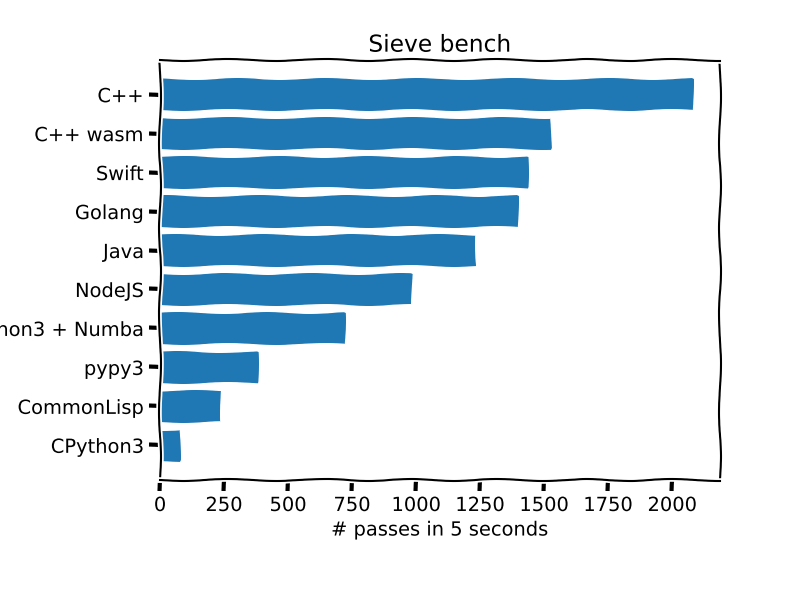 Sieve bench
C++
C++ wasm
Swift
Golang
Java
NodeJS
hon3 + Numba
pypy3
CommonLisp
CPython3
0 250 500 750 1000 1250 1500 1750 2000
# passes in 5 seconds